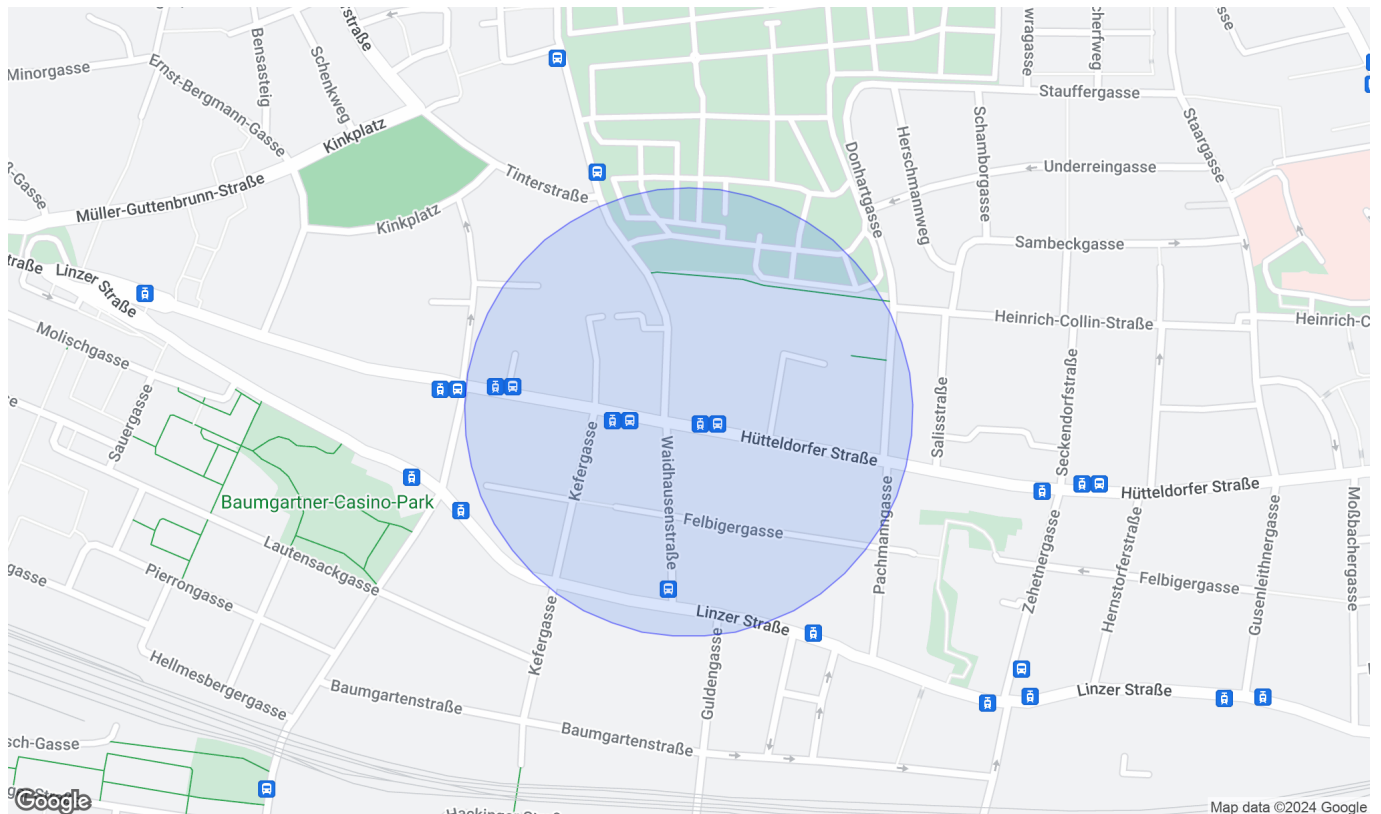 Minorgasse
Ernst-Bergmann-Gasse
Bensasteig
Schenkweg
Kinkplatz
Müller-Guttenbrunn-Straße
Kinkplatz
Tinterstraße
Linzer Straße
Molischgasse
Sauergasse
Baumgartner-Casino-Park
Lautensackgasse
Pierrongasse
Hellmesbergergasse
Baumgartenstraße
Baumgartenstraße
Kefergasse
Kefergasse
Waidhausenstraße
Hütteldorfer Straße
Felbigergasse
Linzer Straße
Guldengasse
Pachmanngasse
Donhartgasse
Herschmannweg
Schamborgasse
Stauffergasse
Underreingasse
Staargasse
Sambeckgasse
Heinrich-Collin-Straße
Heinrich-C
Salisstraße
Seckendorfstraße
Hütteldorfer Straße
Zehetnergasse
Hernstorferstraße
Felbigergasse
Gusenleithnergasse
Moßbachergasse
Linzer Straße
Google
Map data ©2024 Google